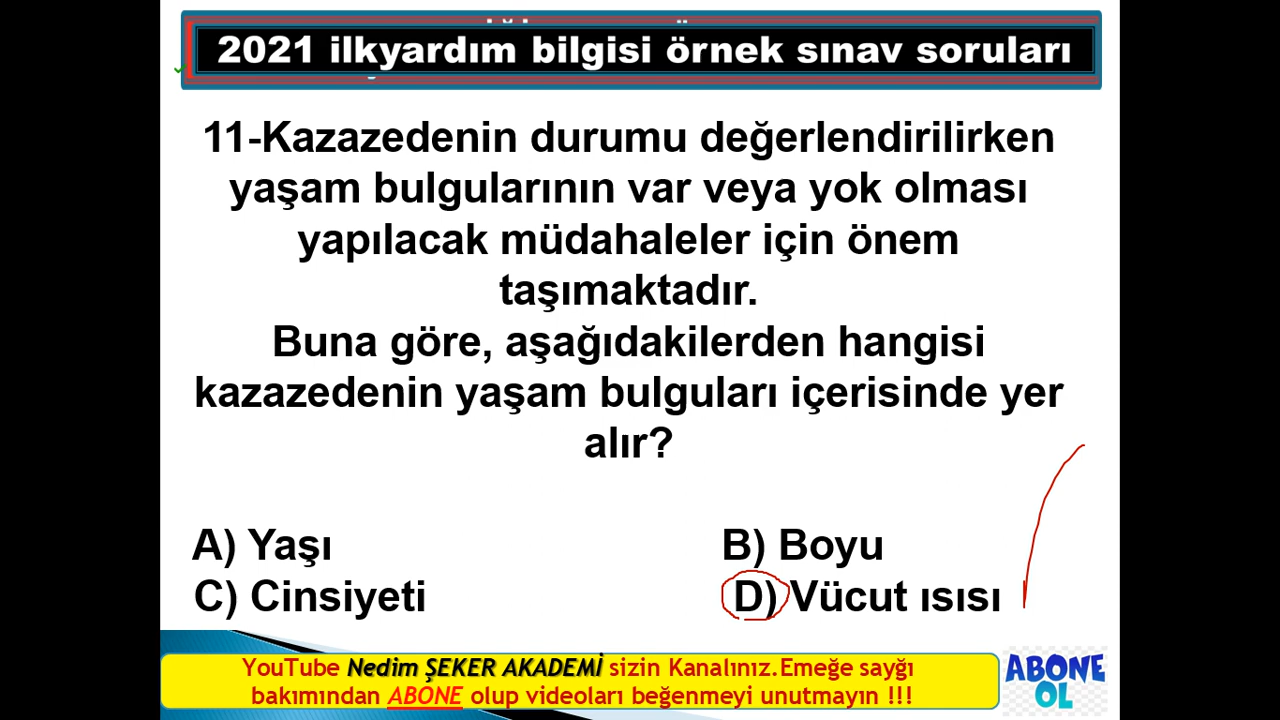 2021 ilkyardım bilgisi örnek sınav soruları
11-Kazazedenin durumu değerlendirilirken
yaşam bulgularının var veya yok olması
yapılacak müdahaleler için önem
taşımaktadır.
Buna göre, aşağıdakilerden hangisi
kazazedenin yaşam bulguları içerisinde yer
alır?
A) Yaşı B) Boyu
C) Cinsiyeti D) Vücut ısısı
YouTube Nedim ŞEKER AKADEMİ sizin Kanalınız.Emeğe sayğı
bakımından ABONE olup videoları beğenmeyi unutmayın !!!
ABONE
OL